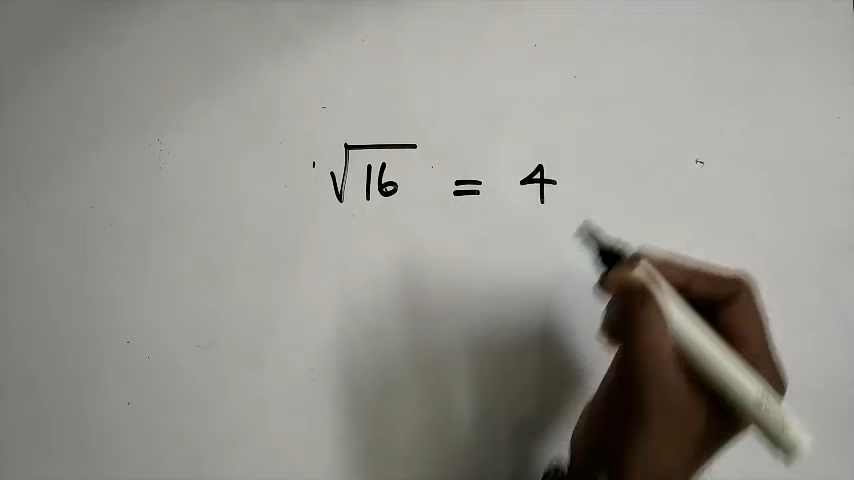 √16 = 4